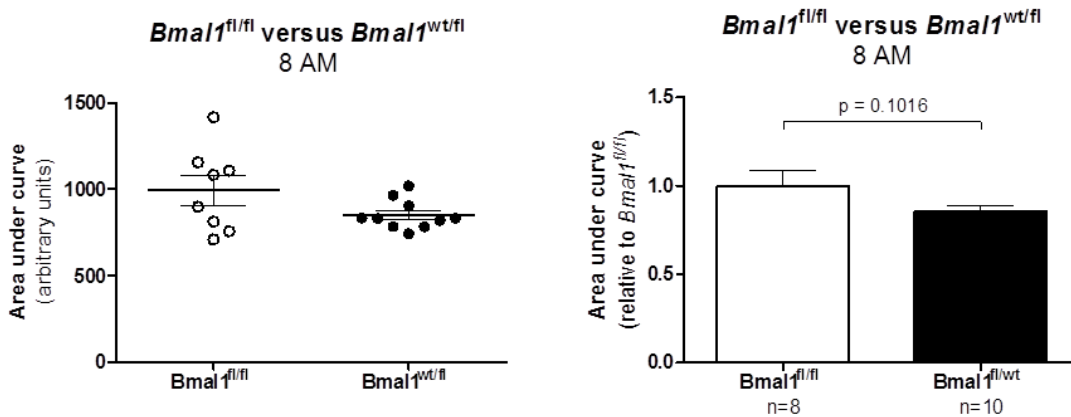 Bmal1fl/fl versus Bmal1wt/fl
8 AM
1500
1000
500
0
Area under curve
(arbitrary units)
Bmal1fl/fl
Bmal1wt/fl
Bmal1fl/fl versus Bmal1wt/fl
8 AM
p = 0.1016
1.5
1.0
0.5
0.0
Area under curve
(relative to Bmal1fl/fl)
Bmal1fl/fl
Bmal1fl/wt
n=8
n=10